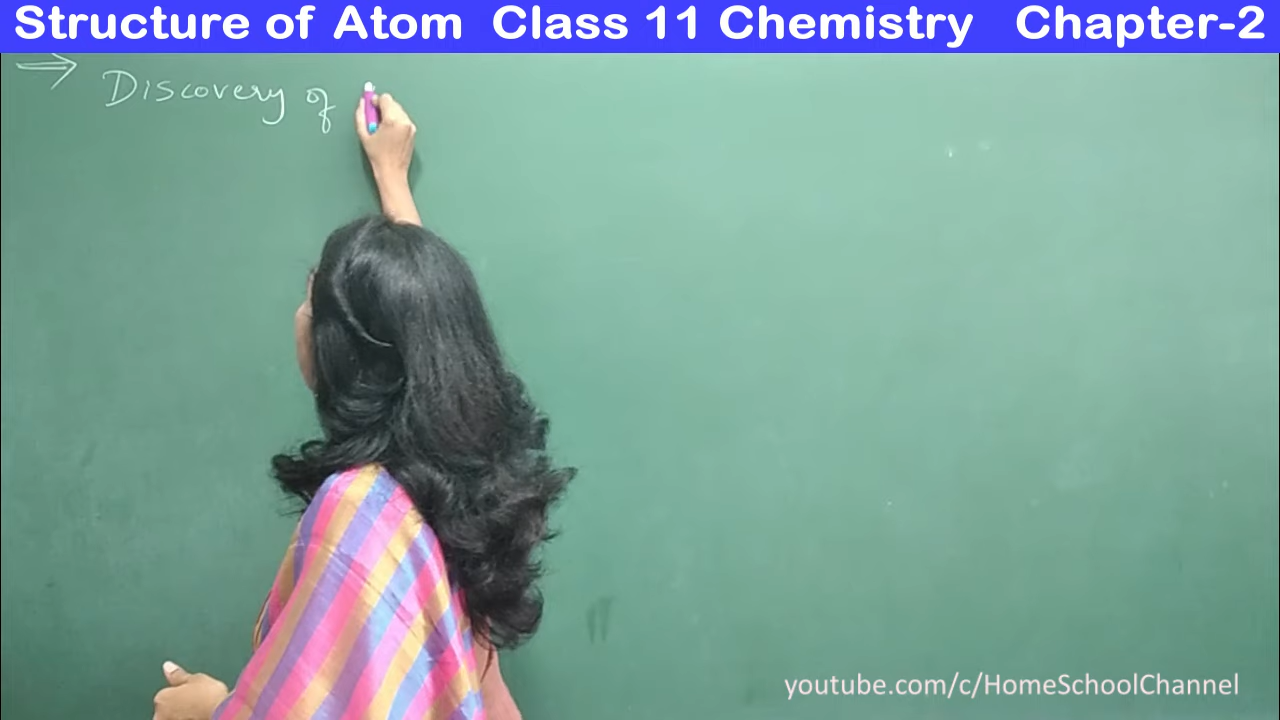 Structure of Atom Class 11 Chemistry Chapter-2
⇒ Discovery of
youtube.com/c/HomeSchoolChannel